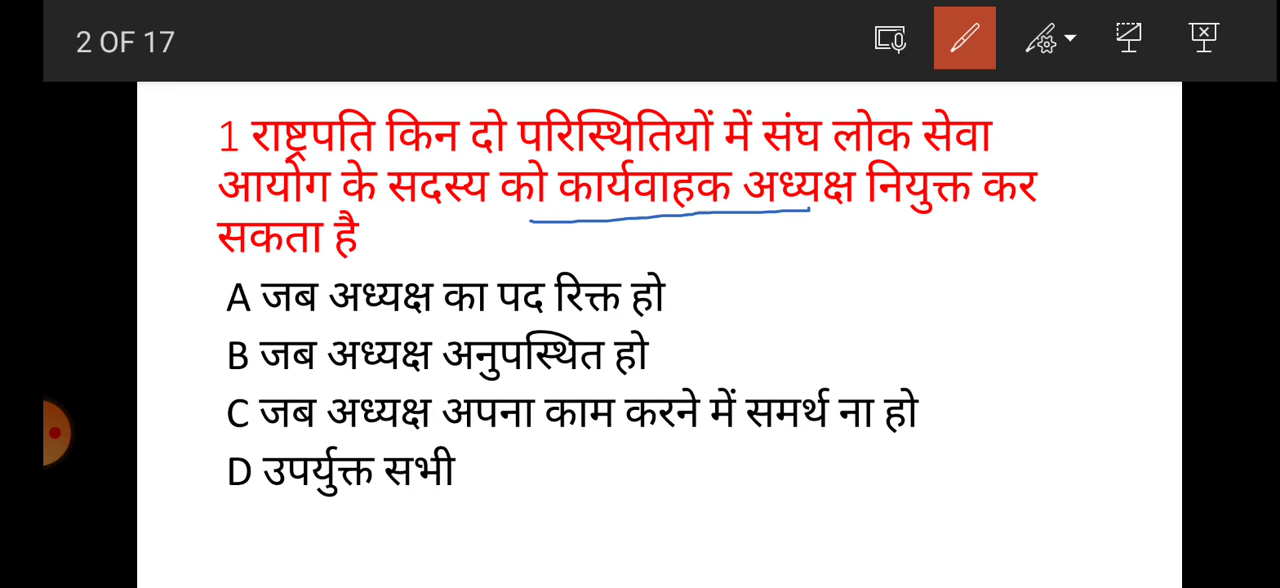 2 OF 17
1 राष्ट्रपति किन दो परिस्थितियों में संघ लोक सेवा
आयोग के सदस्य को कार्यवाहक अध्यक्ष नियुक्त कर
सकता है
A जब अध्यक्ष का पद रिक्त हो
B जब अध्यक्ष अनुपस्थित हो
C जब अध्यक्ष अपना काम करने में समर्थ ना हो
D उपर्युक्त सभी